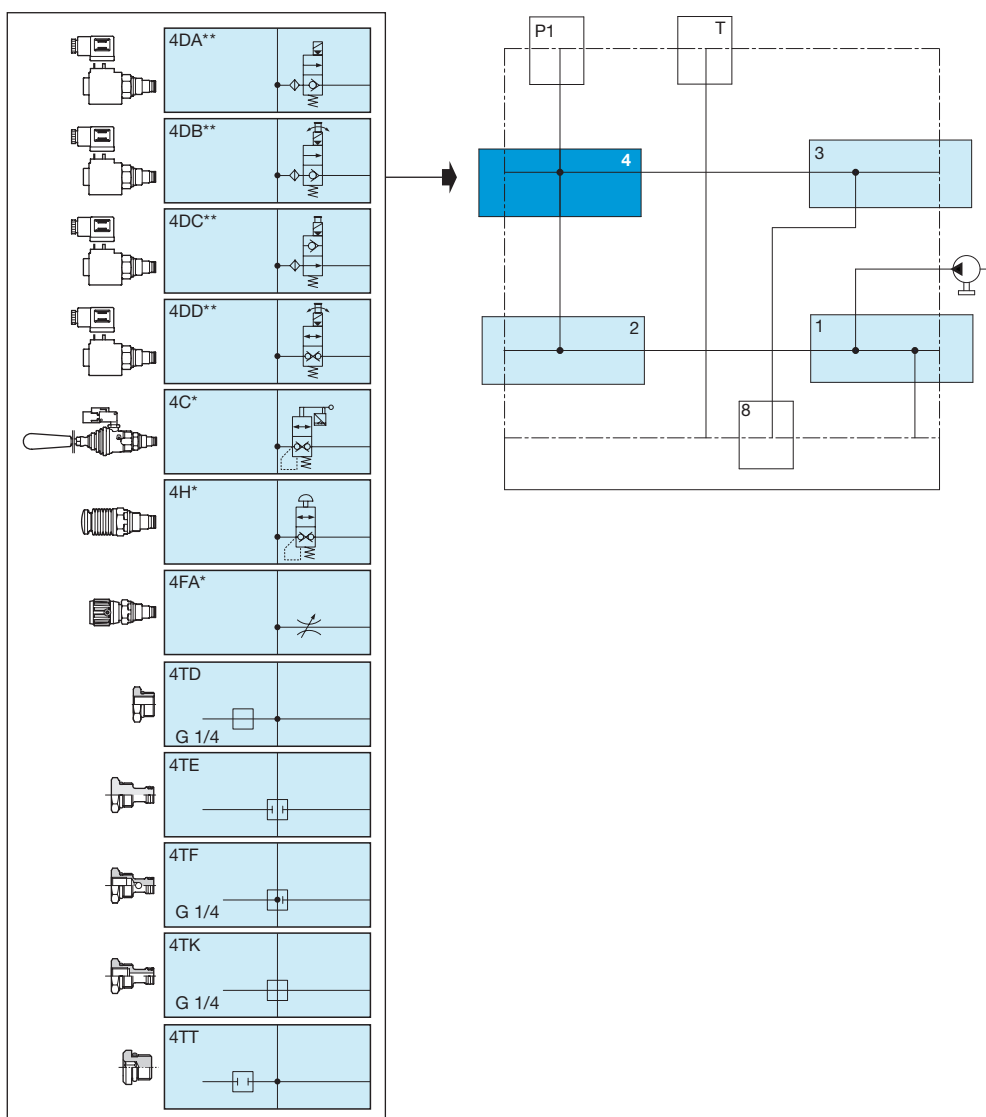 4DA**
4DB**
4DC**
4DD**
4C*
4H*
4FA*
4TD
G 1/4
4TE
4TF
G 1/4
4TK
G 1/4
4TT
P1
T
4
3
2
1
8